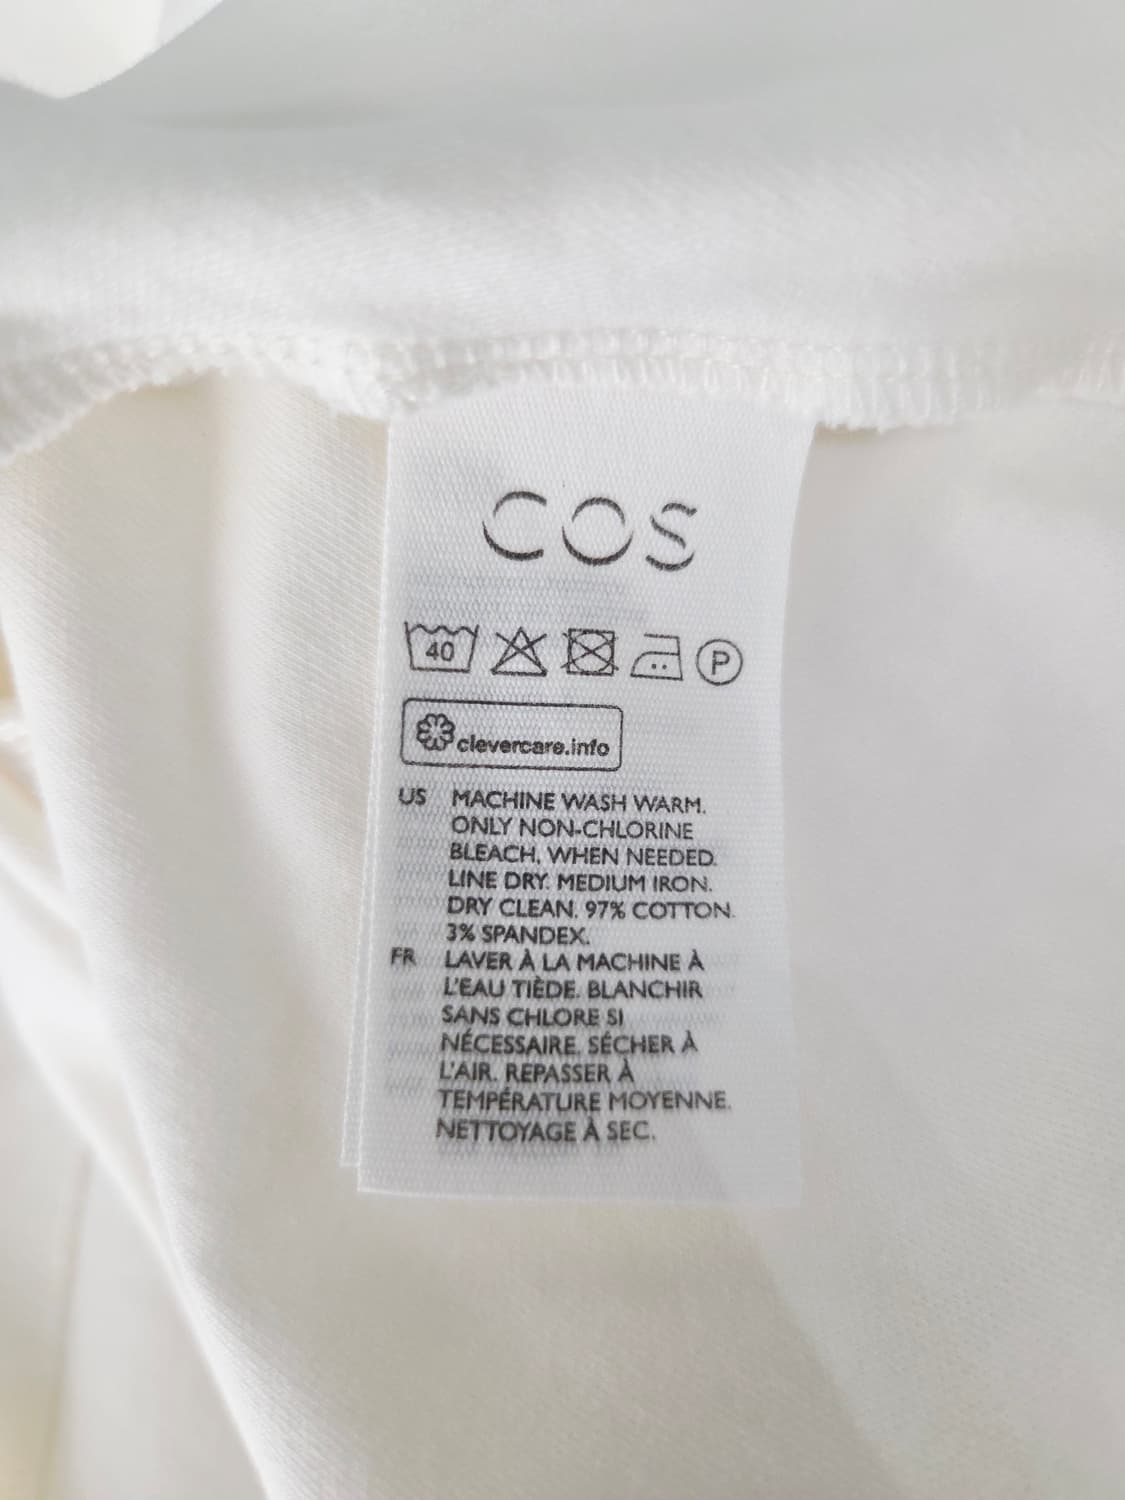 COS
40 P
clevercare.info
US MACHINE WASH WARM.
ONLY NON-CHLORINE
BLEACH, WHEN NEEDED.
LINE DRY. MEDIUM IRON.
DRY CLEAN. 97% COTTON.
3% SPANDEX.
FR LAVER À LA MACHINE À
L'EAU TIÈDE. BLANCHIR
SANS CHLORE SI
NÉCESSAIRE. SÉCHER À
L'AIR. REPASSER À
TEMPÉRATURE MOYENNE.
NETTOYAGE À SEC.